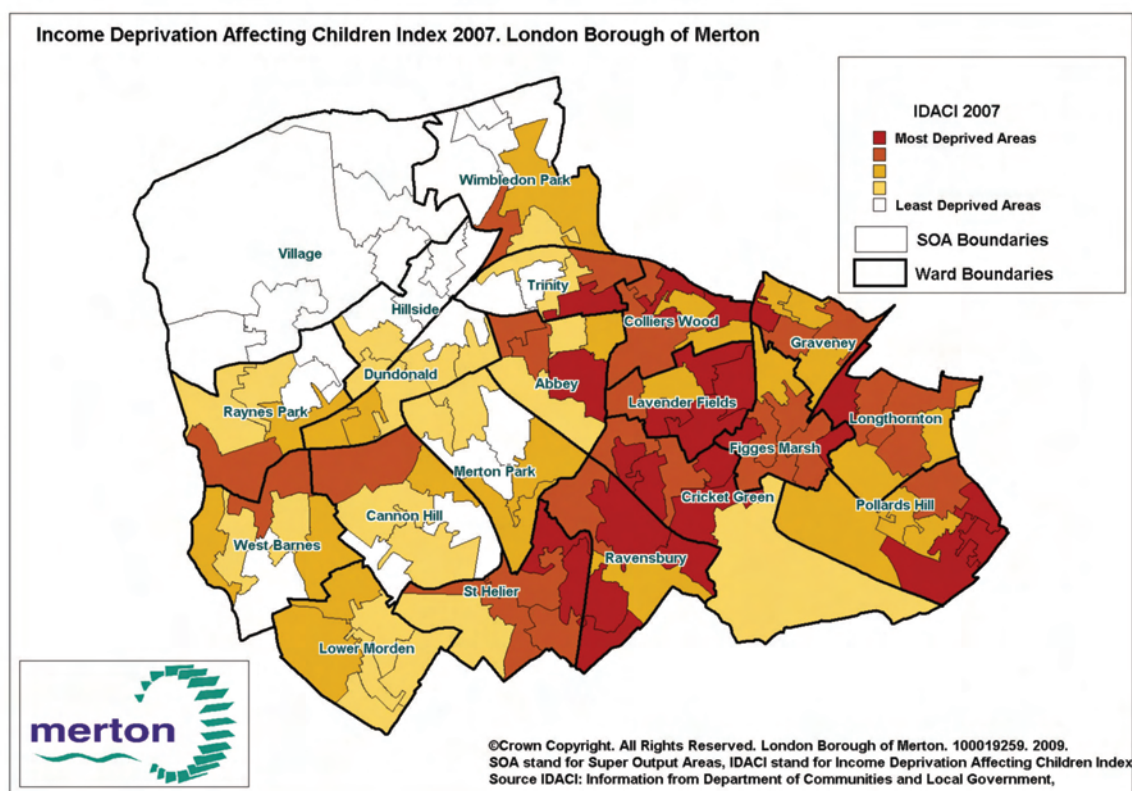 Income Deprivation Affecting Children Index 2007. London Borough of Merton
IDACI 2007
Most Deprived Areas
Least Deprived Areas
SOA Boundaries
Ward Boundaries
Wimbledon Park
Village
Trinity
Hillside
Colliers Wood
Graveney
Dundonald
Abbey
Lavender Fields
Raynes Park
Longthornton
Figges Marsh
Merton Park
Cricket Green
Pollards Hill
Cannon Hill
West Barnes
Ravensbury
St Helier
Lower Morden
merton
©Crown Copyright. All Rights Reserved. London Borough of Merton. 100019259. 2009.
SOA stand for Super Output Areas, IDACI stand for Income Deprivation Affecting Children Index
Source IDACI: Information from Department of Communities and Local Government,